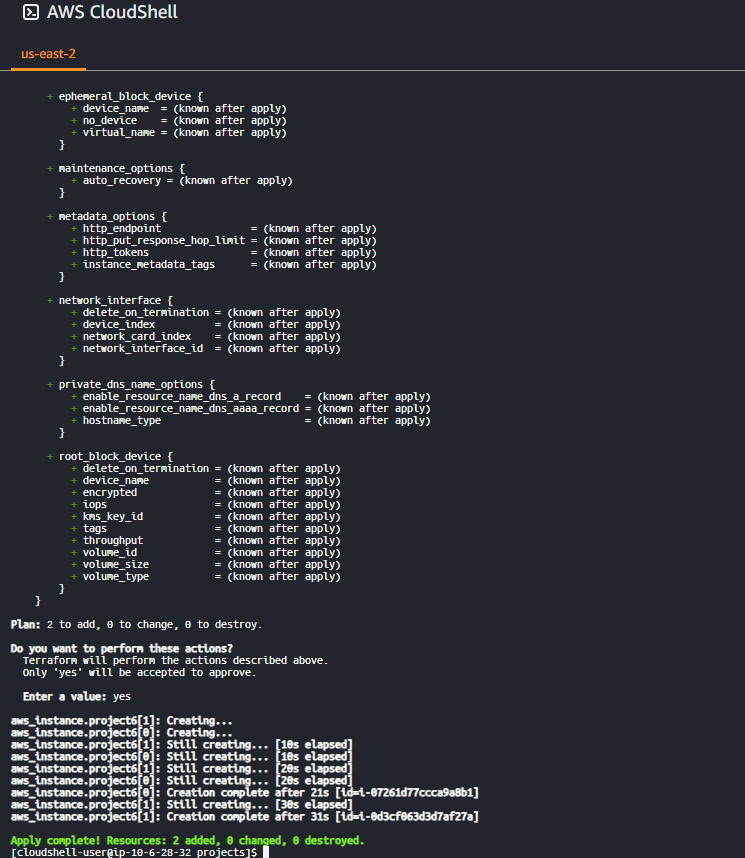 AWS CloudShell
us-east-2
+ ephemeral_block_device {
+ device_name = (known after apply)
+ no_device = (known after apply)
+ virtual_name = (known after apply)
}
+ maintenance_options {
+ auto_recovery = (known after apply)
}
+ metadata_options {
+ http_endpoint = (known after apply)
+ http_put_response_hop_limit = (known after apply)
+ http_tokens = (known after apply)
+ instance_metadata_tags = (known after apply)
}
+ network_interface {
+ delete_on_termination = (known after apply)
+ device_index = (known after apply)
+ network_card_index = (known after apply)
+ network_interface_id = (known after apply)
}
+ private_dns_name_options {
+ enable_resource_name_dns_a_record = (known after apply)
+ enable_resource_name_dns_aaaa_record = (known after apply)
+ hostname_type = (known after apply)
}
+ root_block_device {
+ delete_on_termination = (known after apply)
+ device_name = (known after apply)
+ encrypted = (known after apply)
+ iops = (known after apply)
+ kms_key_id = (known after apply)
+ tags = (known after apply)
+ throughput = (known after apply)
+ volume_id = (known after apply)
+ volume_size = (known after apply)
+ volume_type = (known after apply)
}
}
Plan: 2 to add, 0 to change, 0 to destroy.
Do you want to perform these actions?
Terraform will perform the actions described above.
Only 'yes' will be accepted to approve.
Enter a value: yes
aws_instance.project6[1]: Creating...
aws_instance.project6[0]: Creating...
aws_instance.project6[1]: Still creating... [10s elapsed]
aws_instance.project6[0]: Still creating... [10s elapsed]
aws_instance.project6[1]: Still creating... [20s elapsed]
aws_instance.project6[0]: Still creating... [20s elapsed]
aws_instance.project6[0]: Creation complete after 21s [id=i-07261d77ccca9a8b1]
aws_instance.project6[1]: Still creating... [30s elapsed]
aws_instance.project6[1]: Creation complete after 31s [id=i-0d3cf063d3d7af27a]
Apply complete! Resources: 2 added, 0 changed, 0 destroyed.
[cloudshell-user@ip-10-6-28-32 projects]$